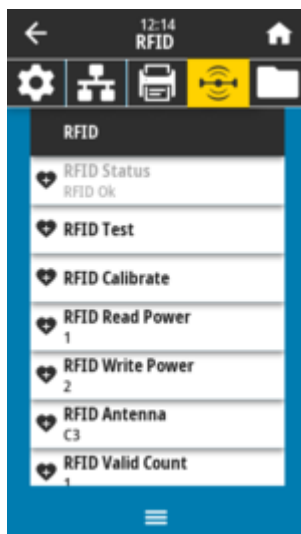 12:14
RFID
RFID
RFID Status
RFID Ok
RFID Test
RFID Calibrate
RFID Read Power
1
RFID Write Power
2
RFID Antenna
C3
RFID Valid Count
1